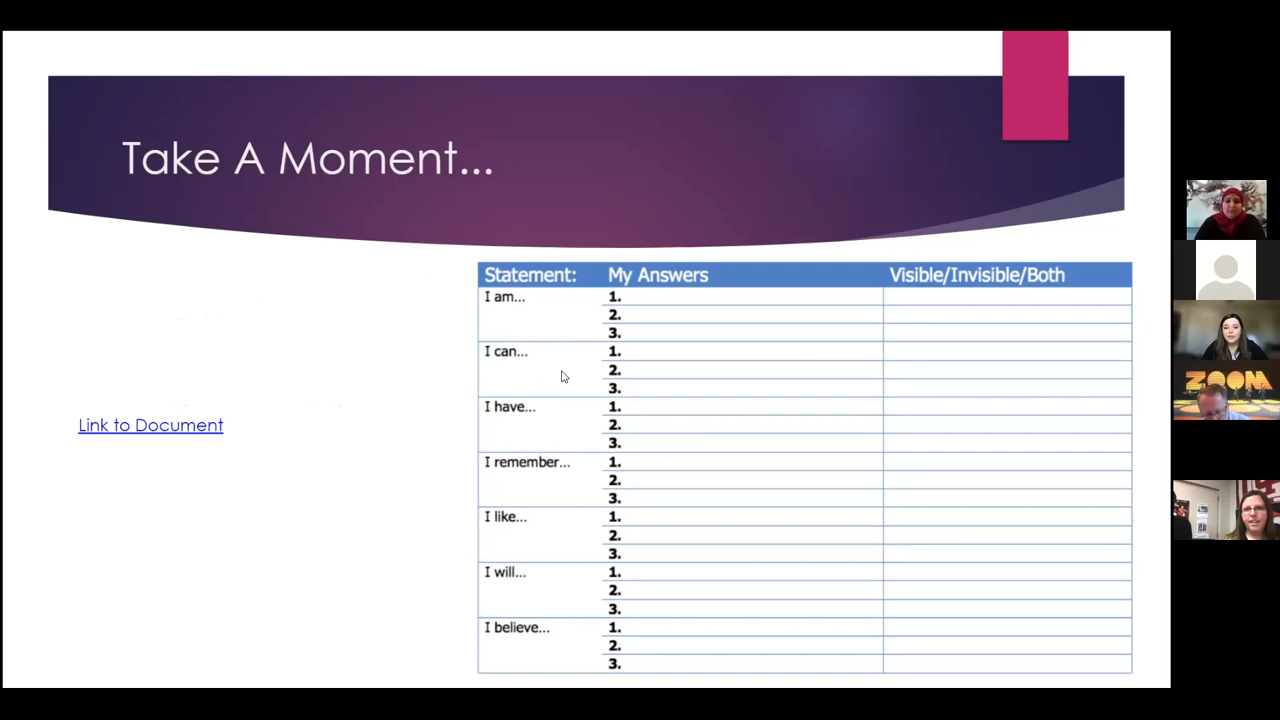 Take A Moment...
Statement: My Answers Visible/Invisible/Both
I am... 1.
2.
3.
I can... 1.
2.
3.
I have... 1.
2.
3.
I remember... 1.
2.
3.
I like... 1.
2.
3.
I will... 1.
2.
3.
I believe... 1.
2.
3.
Link to Document
ZOOM